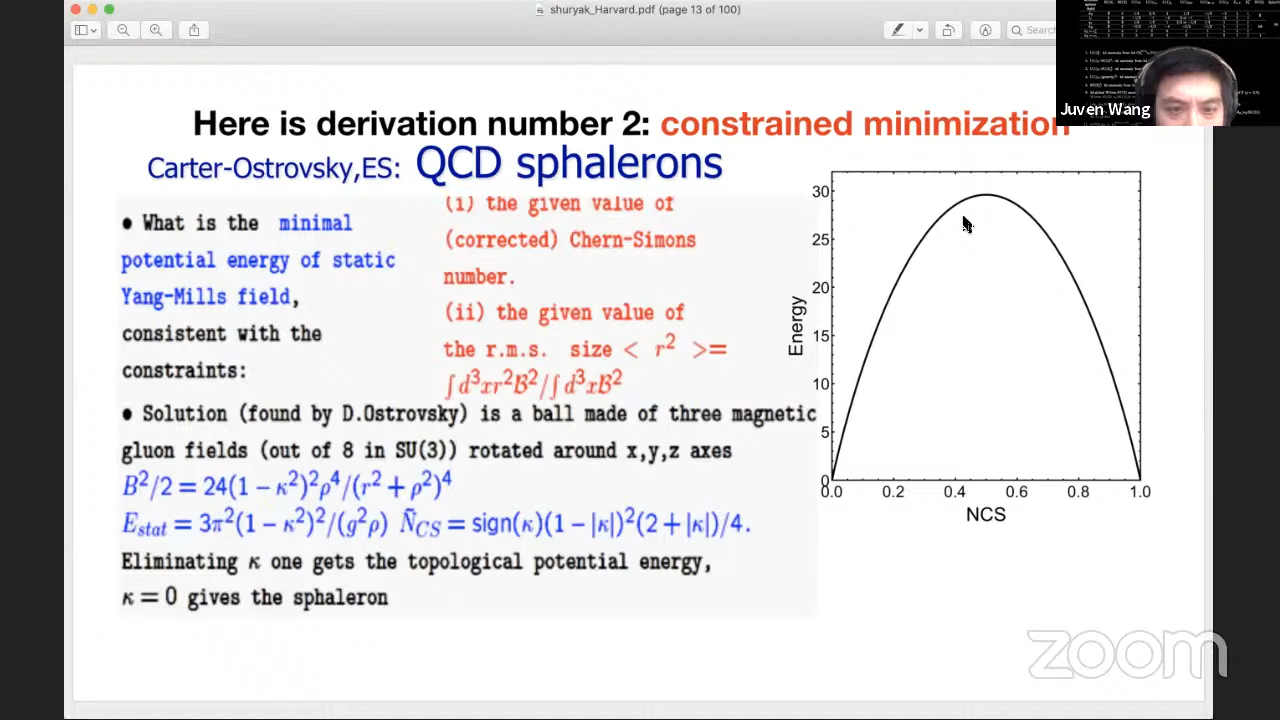 shuryak_Harvard.pdf (page 13 of 100)
Search
Juven Wang
Here is derivation number 2: constrained minimization
Carter-Ostrovsky,ES: QCD sphalerons
• What is the minimal
potential energy of static
Yang-Mills field,
consistent with the
constraints:
(i) the given value of
(corrected) Chern-Simons
number.
(ii) the given value of
the r.m.s. size < r² >=
∫d³xr²B²/∫d³xB²
• Solution (found by D.Ostrovsky) is a ball made of three magnetic
gluon fields (out of 8 in SU(3)) rotated around x,y,z axes
B²/2 = 24(1 − κ²)²ρ⁴/(r² + ρ²)⁴
E_stat = 3π²(1 − κ²)²/(g²ρ) Ñ_CS = sign(κ)(1 − |κ|)²(2 + |κ|)/4.
Eliminating κ one gets the topological potential energy,
κ = 0 gives the sphaleron
Energy
30
25
20
15
10
5
0
0.0 0.2 0.4 0.6 0.8 1.0
NCS
zoom